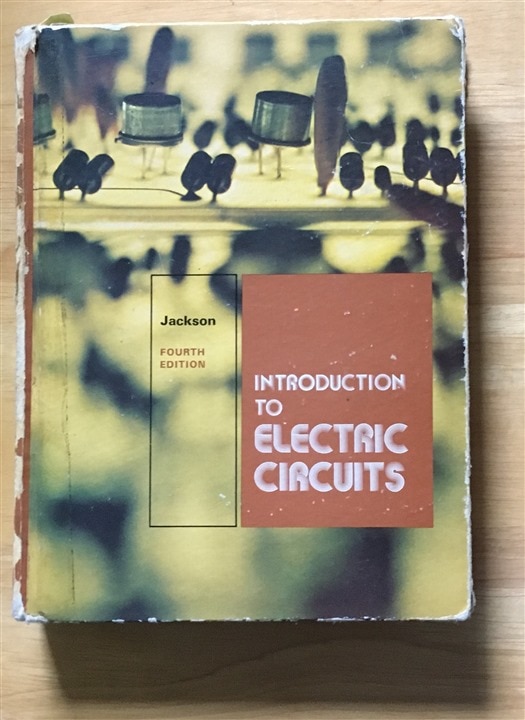 Jackson
FOURTH
EDITION
INTRODUCTION
TO
ELECTRIC
CIRCUITS